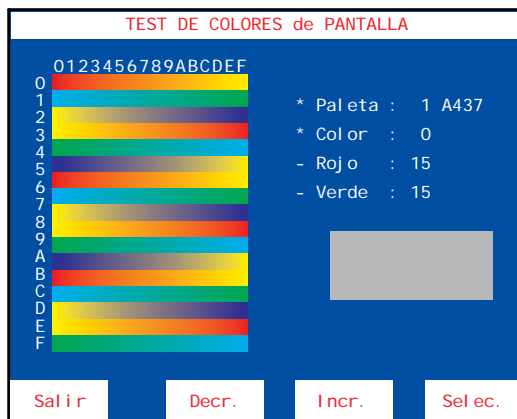 TEST DE COLORES de PANTALLA
0123456789ABCDEF
0
1
2
3
4
5
6
7
8
9
A
B
C
D
E
F
* Paleta : 1 A437
* Color : 0
- Rojo : 15
- Verde : 15
Salir Decr. Incr. Selec.